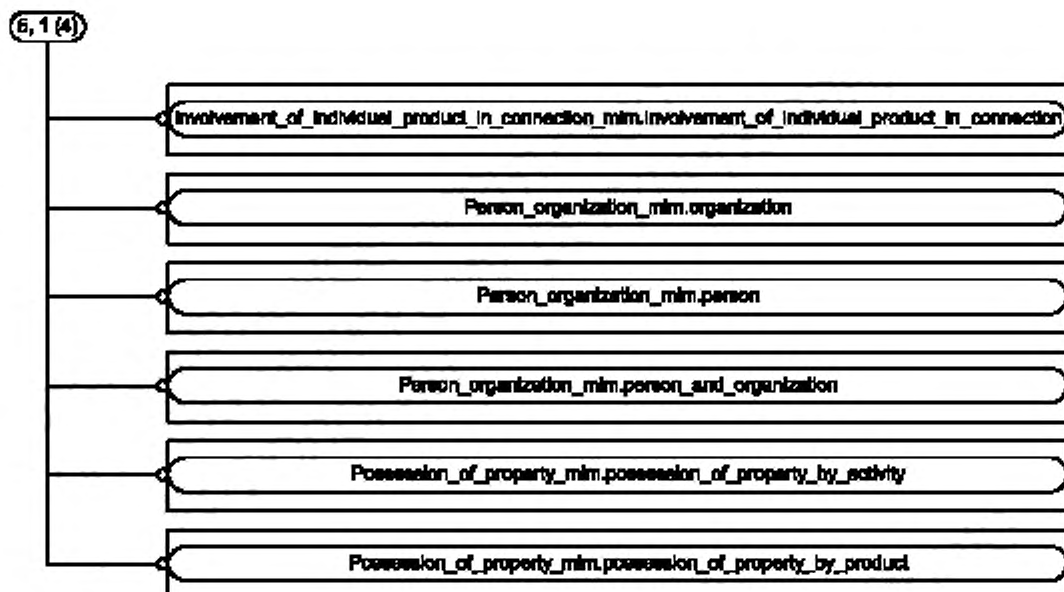 6, 1 (4)
Involvement_of_individual_product_in_connection_mim.involvement_of_individual_product_in_connection
Person_organization_mim.organization
Person_organization_mim.person
Person_organization_mim.person_and_organization
Possession_of_property_mim.possession_of_property_by_activity
Possession_of_property_mim.possession_of_property_by_product